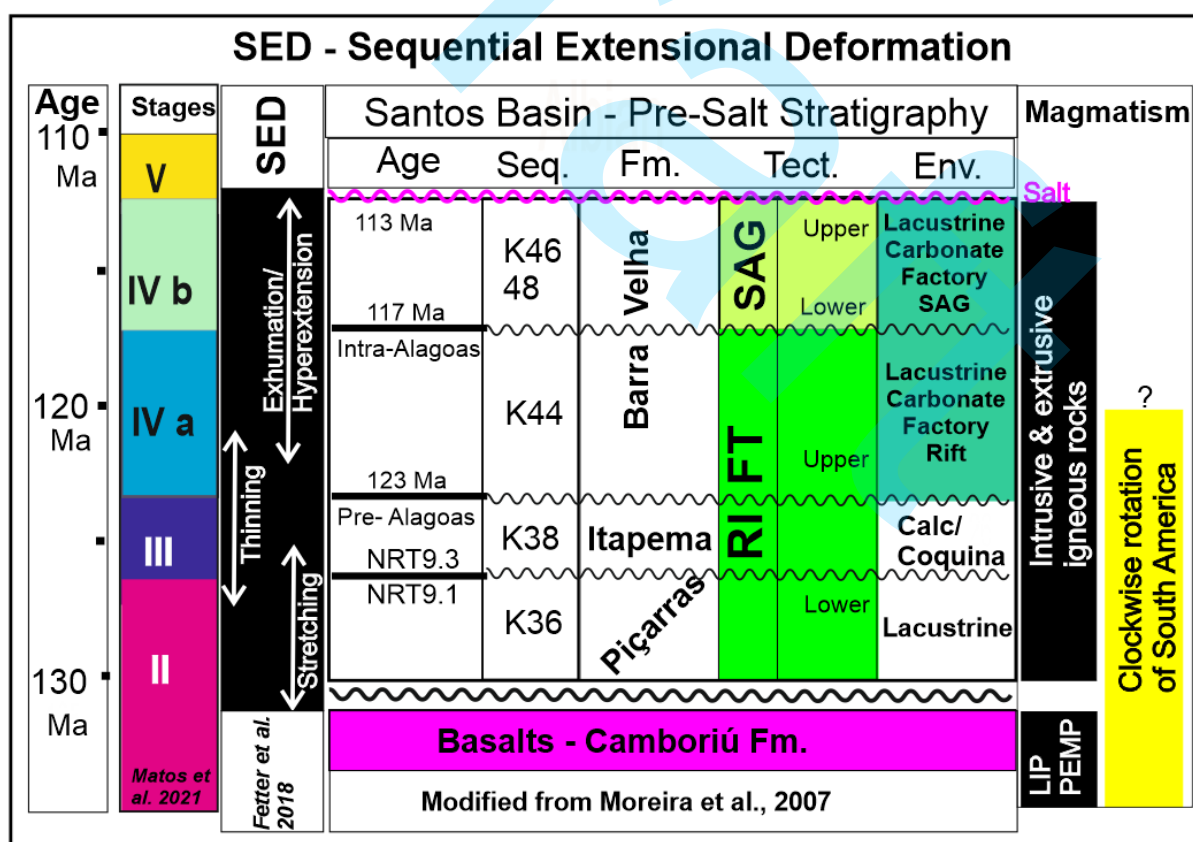 SED - Sequential Extensional Deformation
Age
110
Ma
120
Ma
130
Ma
Stages
V
IV b
IV a
III
II
Matos et
al. 2021
SED
Exhumation/
Hyperextension
Thinning
Stretching
Fetter et al.
2018
Santos Basin - Pre-Salt Stratigraphy
Age
Seq.
Fm.
Tect.
Env.
113 Ma
117 Ma
Intra-Alagoas
123 Ma
Pre- Alagoas
NRT9.3
NRT9.1
K46
48
K44
K38
K36
Barra Velha
Itapema
Piçarras
SAG
RIFT
Upper
Lower
Upper
Lower
Lacustrine
Carbonate
Factory
SAG
Lacustrine
Carbonate
Factory
Rift
Calc/
Coquina
Lacustrine
Basalts - Camboriú Fm.
Modified from Moreira et al., 2007
Magmatism
Salt
Intrusive & extrusive
igneous rocks
LIP
PEMP
?
Clockwise rotation
of South America